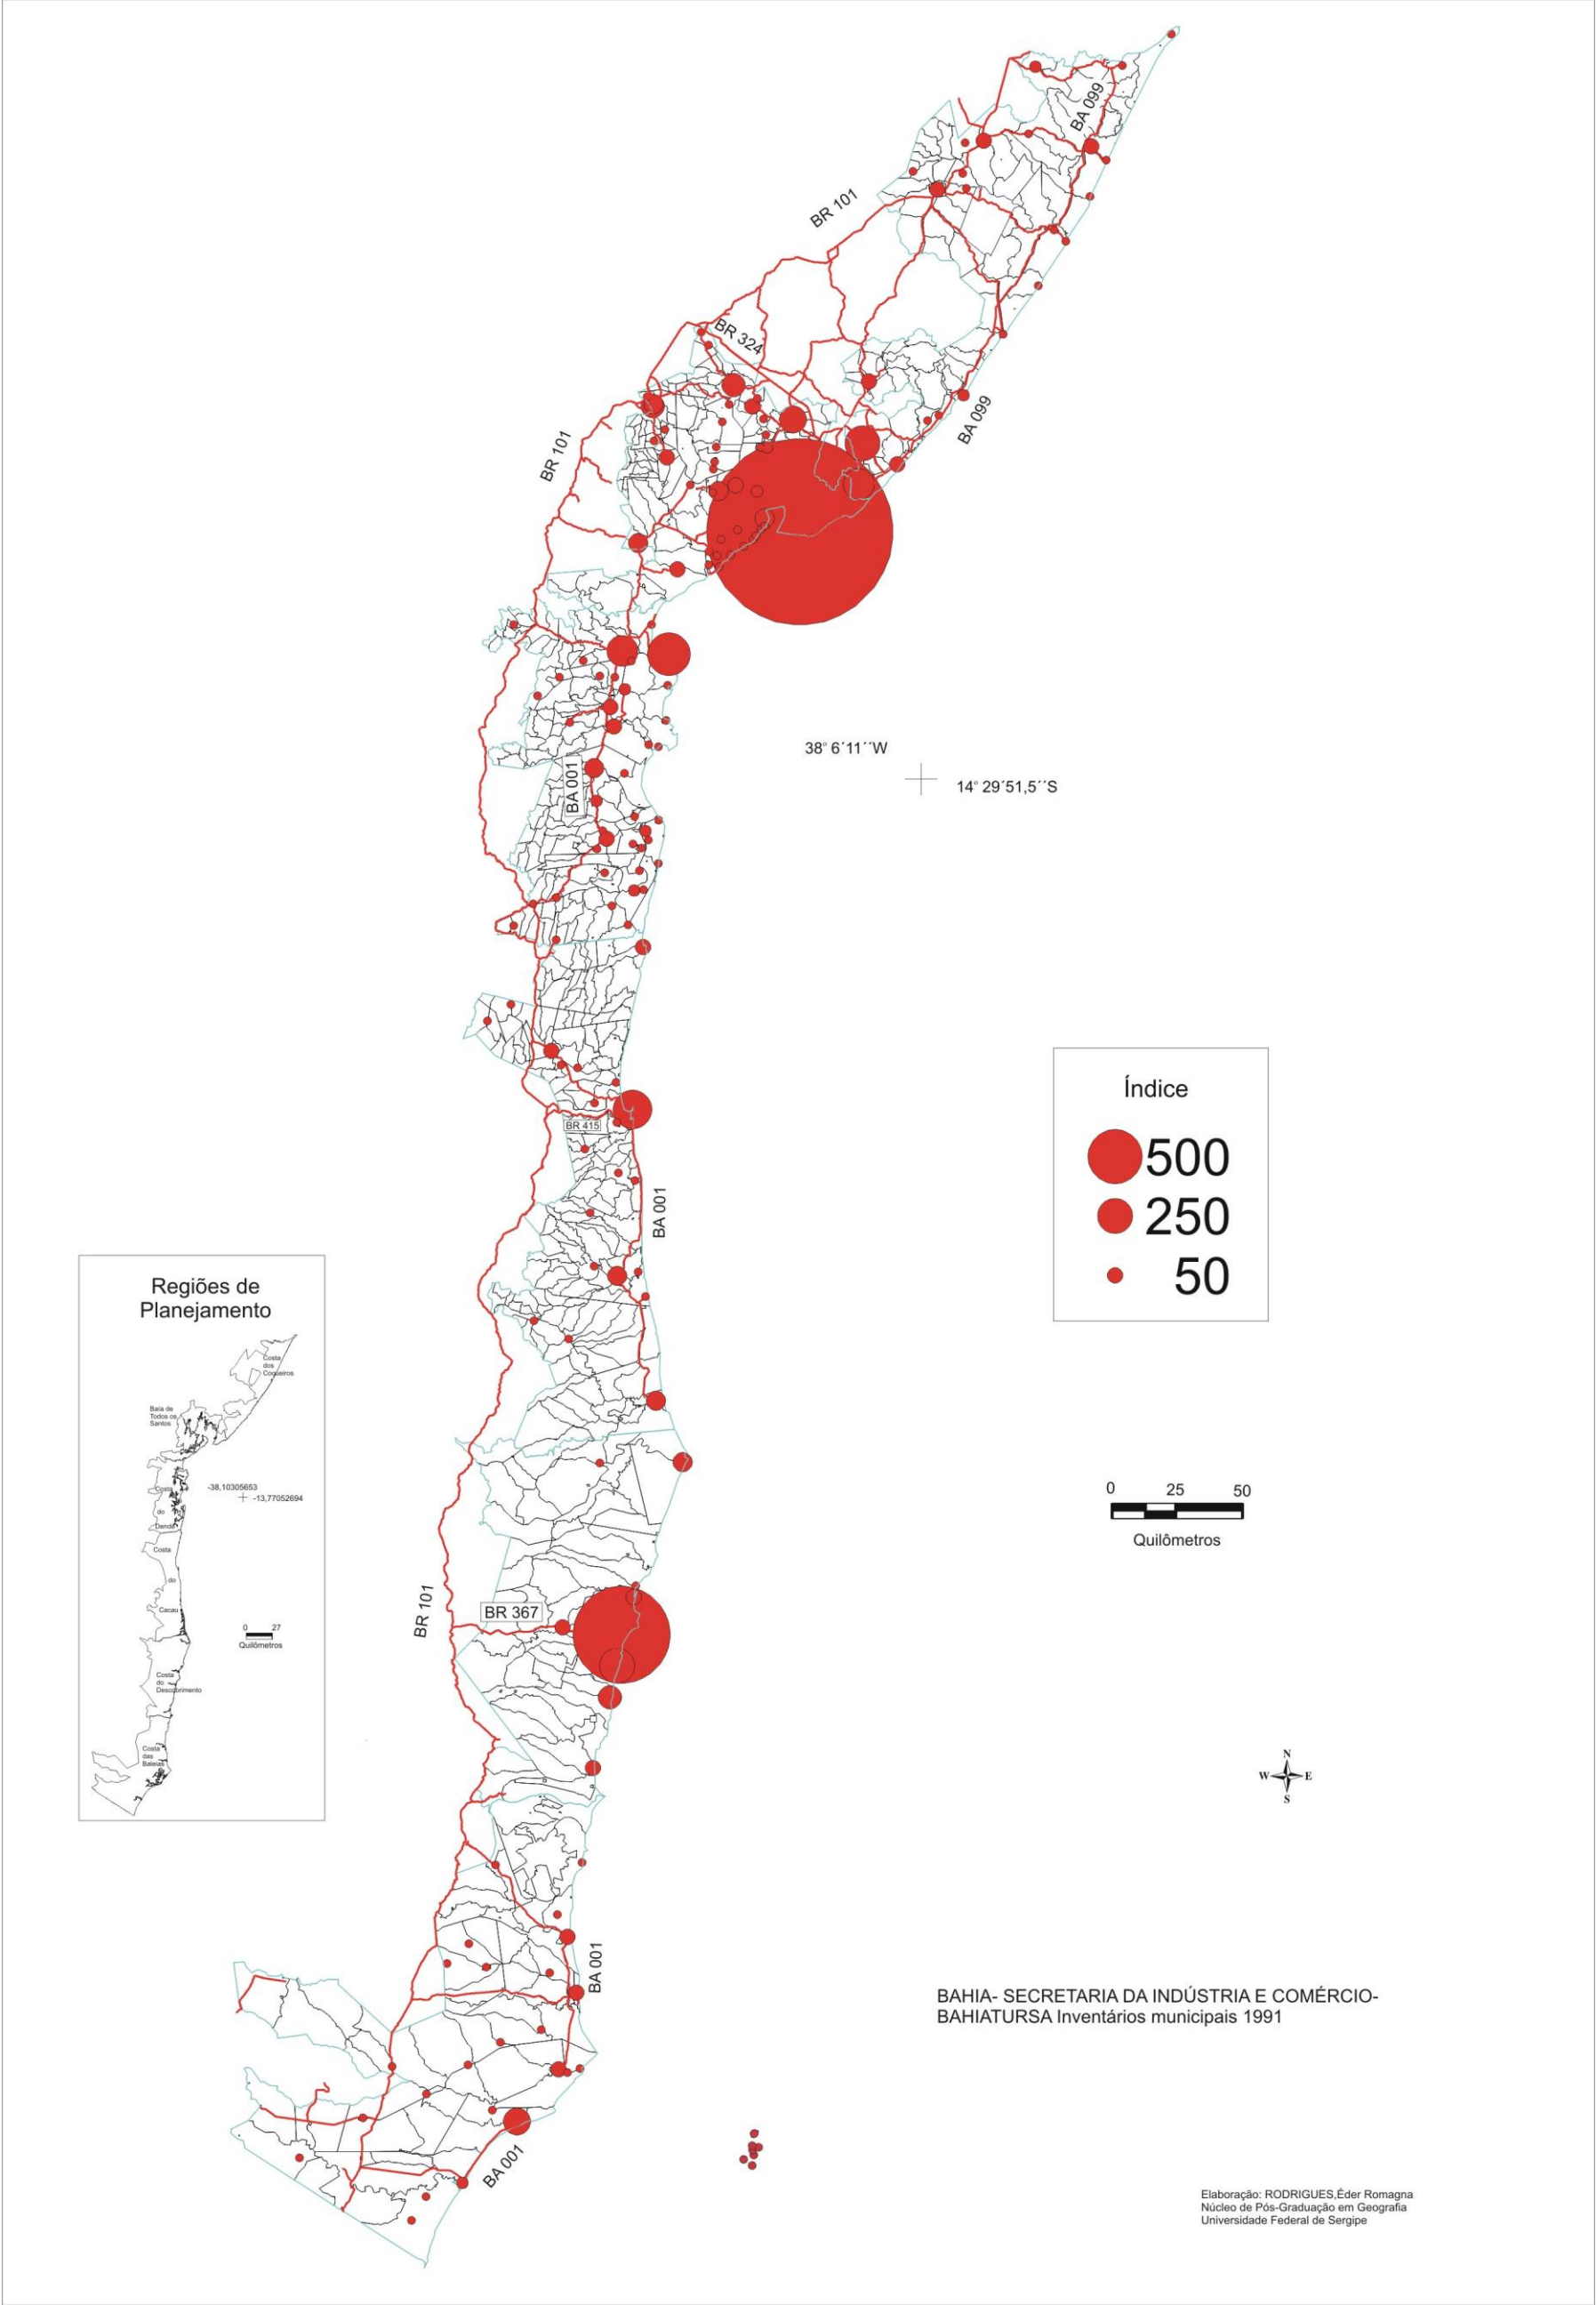 BA 099
BR 101
BR 324
BA 099
BR 101
38° 6´11´´W
14° 29´51,5´´S
BA 001
Índice
500
250
50
BR 415
BA 001
Regiões de
Planejamento
Costa
dos
Coqueiros
Baía de
Todos os
Santos
-38,10305653
-13,77052694
Costa
do
Dendê
Costa
do
Cacau
0 27
Quilômetros
Costa
do
Descobrimento
Costa
das
Baleias
0 25 50
Quilômetros
BR 101
BR 367
N
W E
S
BA 001
BAHIA- SECRETARIA DA INDÚSTRIA E COMÉRCIO-
BAHIATURSA Inventários municipais 1991
BA 001
Elaboração: RODRIGUES,Éder Romagna
Núcleo de Pós-Graduação em Geografia
Universidade Federal de Sergipe